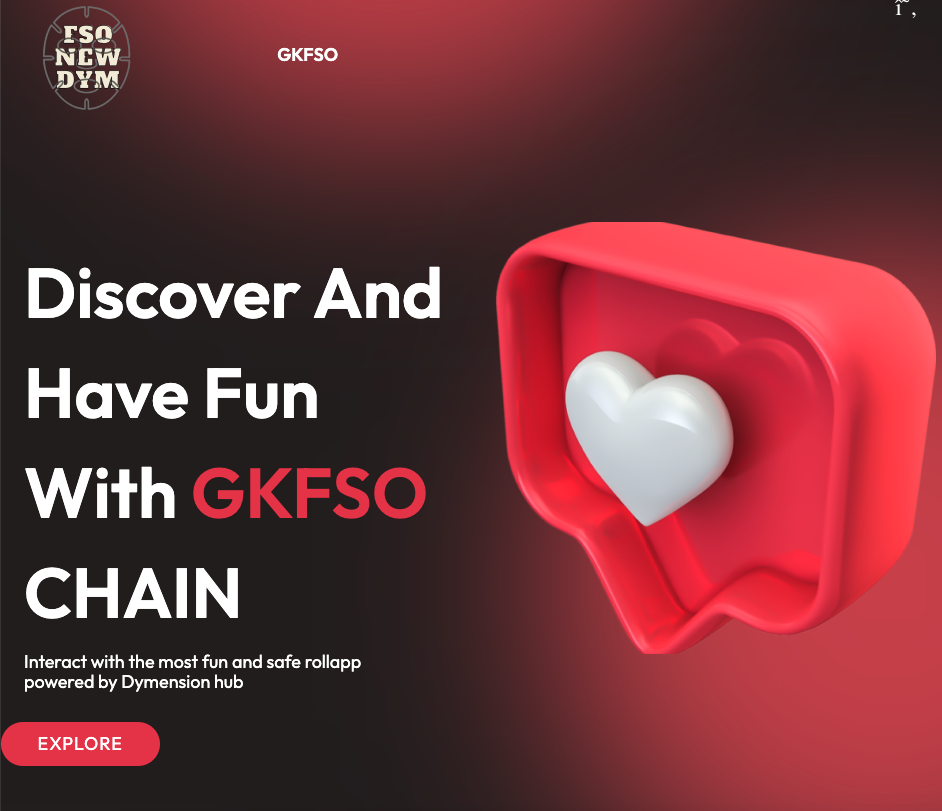 FSO
NEW
DYM
GKFSO
Discover And
Have Fun
With GKFSO
CHAIN
Interact with the most fun and safe rollapp
powered by Dymension hub
EXPLORE